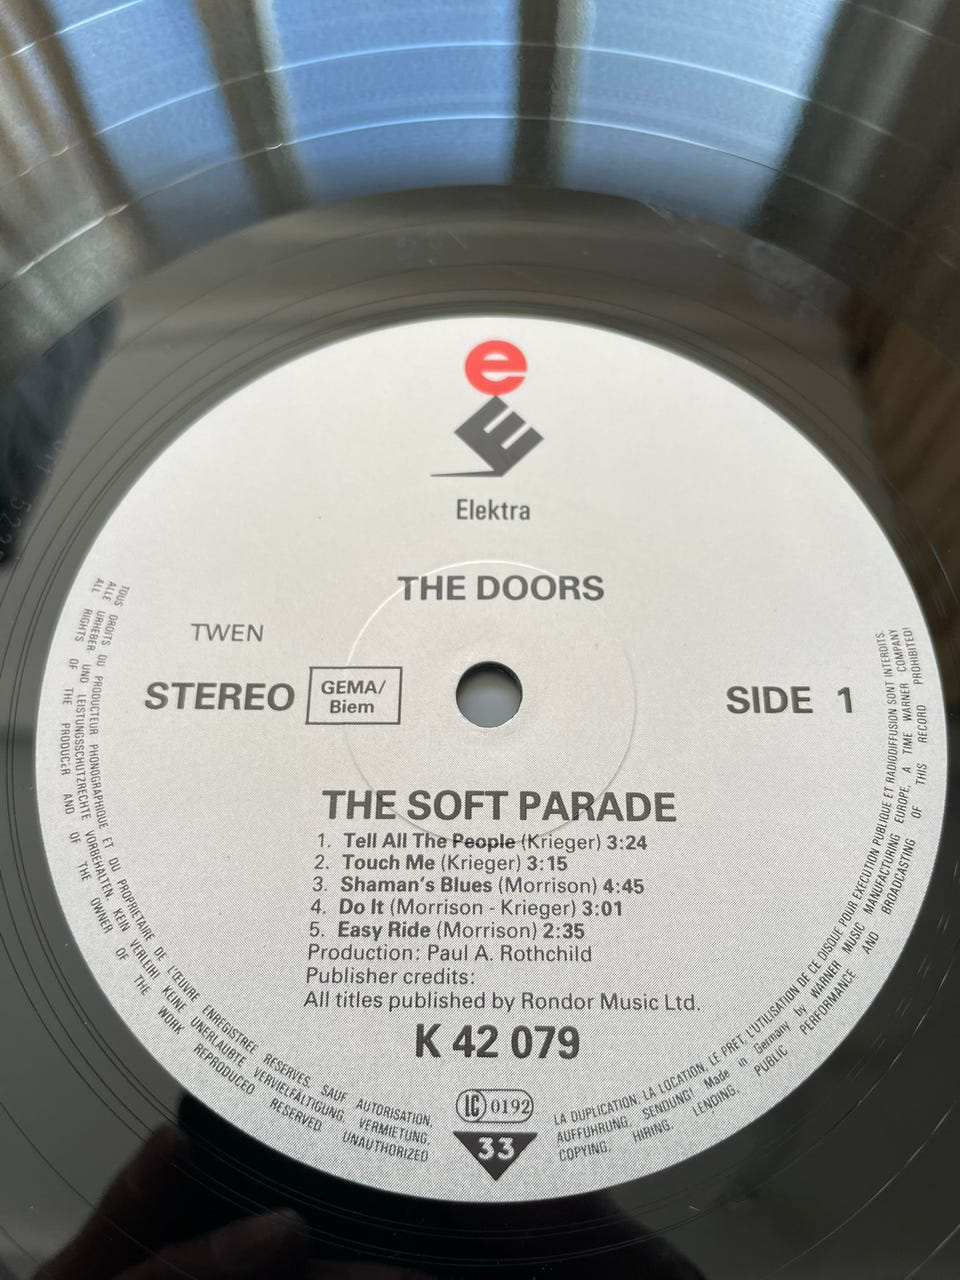 e
E
Elektra
THE DOORS
TWEN
STEREO
GEMA/
Biem
SIDE 1
THE SOFT PARADE
1. Tell All The People (Krieger) 3:24
2. Touch Me (Krieger) 3:15
3. Shaman's Blues (Morrison) 4:45
4. Do It (Morrison - Krieger) 3:01
5. Easy Ride (Morrison) 2:35
Production: Paul A. Rothchild
Publisher credits:
All titles published by Rondor Music Ltd.
K 42 079
LC 0192
33
TOUS DROITS DU PRODUCTEUR PHONOGRAPHIQUE ET DU PROPRIETAIRE DE L'ŒUVRE ENREGISTREE RESERVES. SAUF AUTORISATION, LA DUPLICATION, LA LOCATION, LE PRET, L'UTILISATION DE CE DISQUE POUR EXECUTION PUBLIQUE ET RADIODIFFUSION SONT INTERDITS.
ALLE URHEBER UND LEISTUNGSSCHUTZRECHTE VORBEHALTEN. KEIN VERLEIH! KEINE UNERLAUBTE VERVIELFÄLTIGUNG, VERMIETUNG, AUFFÜHRUNG, SENDUNG! Made in Germany by WARNER MUSIC MANUFACTURING EUROPE, A TIME WARNER COMPANY
ALL RIGHTS OF THE PRODUCER AND OF THE OWNER OF THE WORK REPRODUCED RESERVED UNAUTHORIZED COPYING, HIRING, LENDING, PUBLIC PERFORMANCE AND BROADCASTING OF THIS RECORD PROHIBITED!